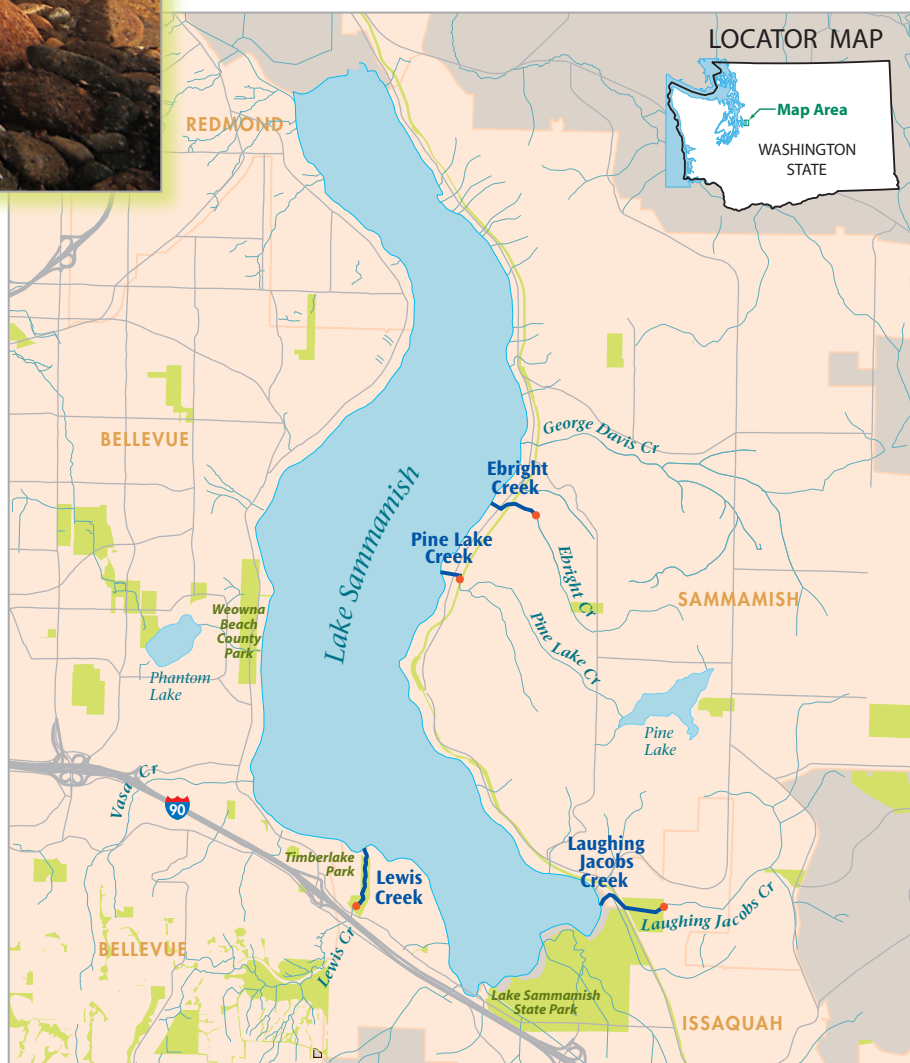 LOCATOR MAP
Map Area
WASHINGTON
STATE
REDMOND
BELLEVUE
George Davis Cr
Ebright
Creek
Lake Sammamish
Pine Lake
Creek
Ebright Cr
SAMMAMISH
Weowna
Beach
County
Park
Pine Lake Cr
Phantom
Lake
Pine
Lake
Vasa Cr
90
Timberlake
Park
Lewis
Creek
Laughing
Jacobs
Creek
Laughing Jacobs Cr
BELLEVUE
Lewis Cr
Lake Sammamish
State Park
ISSAQUAH